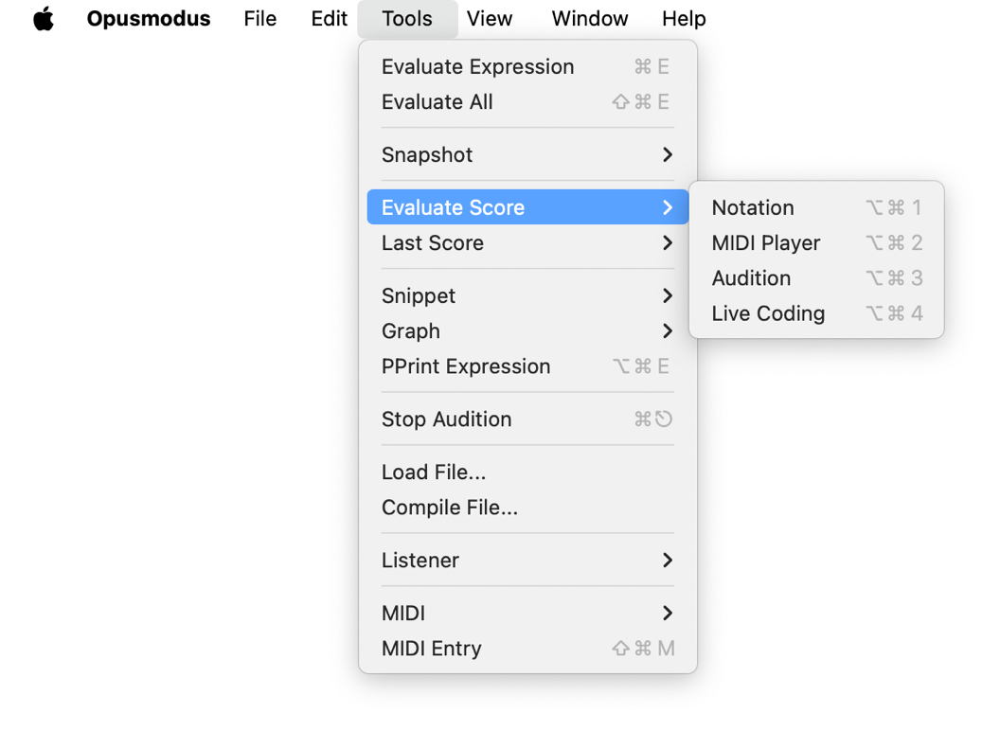 Opusmodus File Edit Tools View Window Help
Evaluate Expression ⌘ E
Evaluate All ⇧ ⌘ E
Snapshot
Evaluate Score
Notation ⌥ ⌘ 1
Last Score
MIDI Player ⌥ ⌘ 2
Audition ⌥ ⌘ 3
Snippet
Live Coding ⌥ ⌘ 4
Graph
PPrint Expression ⌥ ⌘ E
Stop Audition ⌘ ⎋
Load File...
Compile File...
Listener
MIDI
MIDI Entry ⇧ ⌘ M